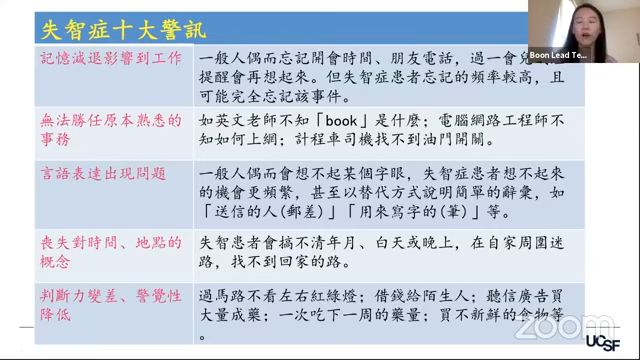 失智症十大警訊
Boon Lead Te...
記憶減退影響到工作
一般人偶而忘記開會時間、朋友電話，過一會兒
提醒會再想起來。但失智症患者忘記的頻率較高，且
可能完全忘記該事件。
無法勝任原本熟悉的
事務
如英文老師不知「book」是什麼；電腦網路工程師不
知如何上網；計程車司機找不到油門開關。
言語表達出現問題
一般人偶而會想不起某個字眼，失智症患者想不起來
的機會更頻繁，甚至以替代方式說明簡單的辭彙，如
「送信的人(郵差)」「用來寫字的(筆)」等。
喪失對時間、地點的
概念
失智患者會搞不清年月、白天或晚上，在自家周圍迷
路，找不到回家的路。
判斷力變差、警覺性
降低
過馬路不看左右紅綠燈；借錢給陌生人；聽信廣告買
大量成藥；一次吃下一周的藥量；買不新鮮的食物等
。
zoom
UCSF